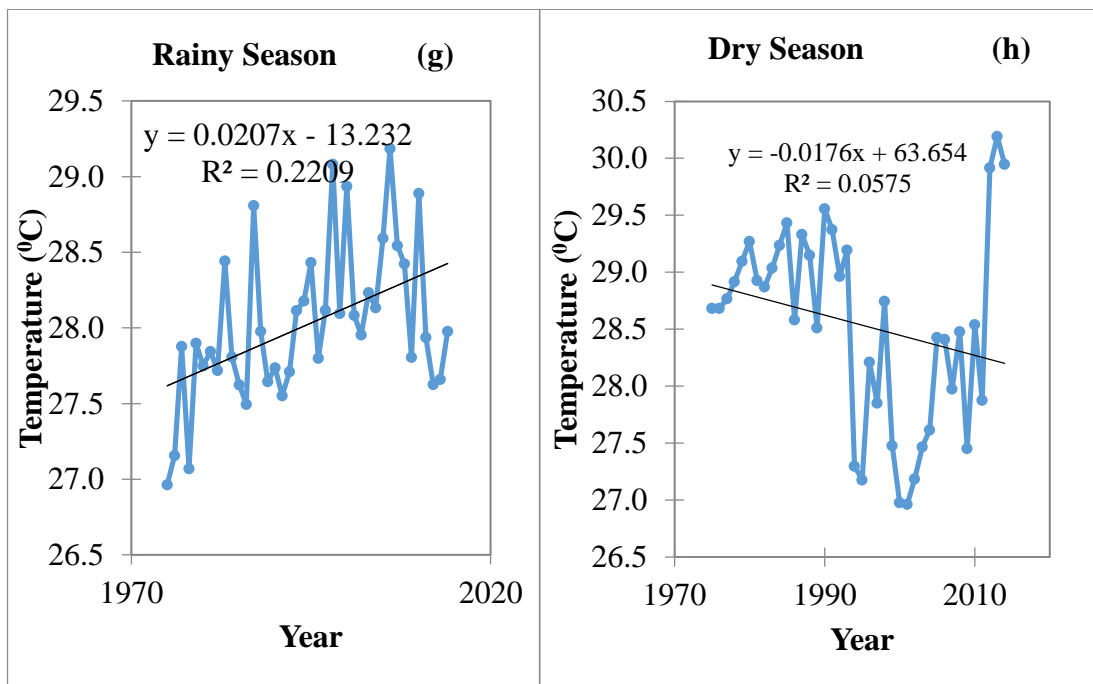 Rainy Season (g)
29.5
29.0
28.5
28.0
27.5
27.0
26.5
y = 0.0207x - 13.232
R² = 0.2209
Temperature (⁰C)
1970 2020
Year
Dry Season (h)
30.5
30.0
29.5
29.0
28.5
28.0
27.5
27.0
26.5
y = -0.0176x + 63.654
R² = 0.0575
Temperature (⁰C)
1970 1990 2010
Year